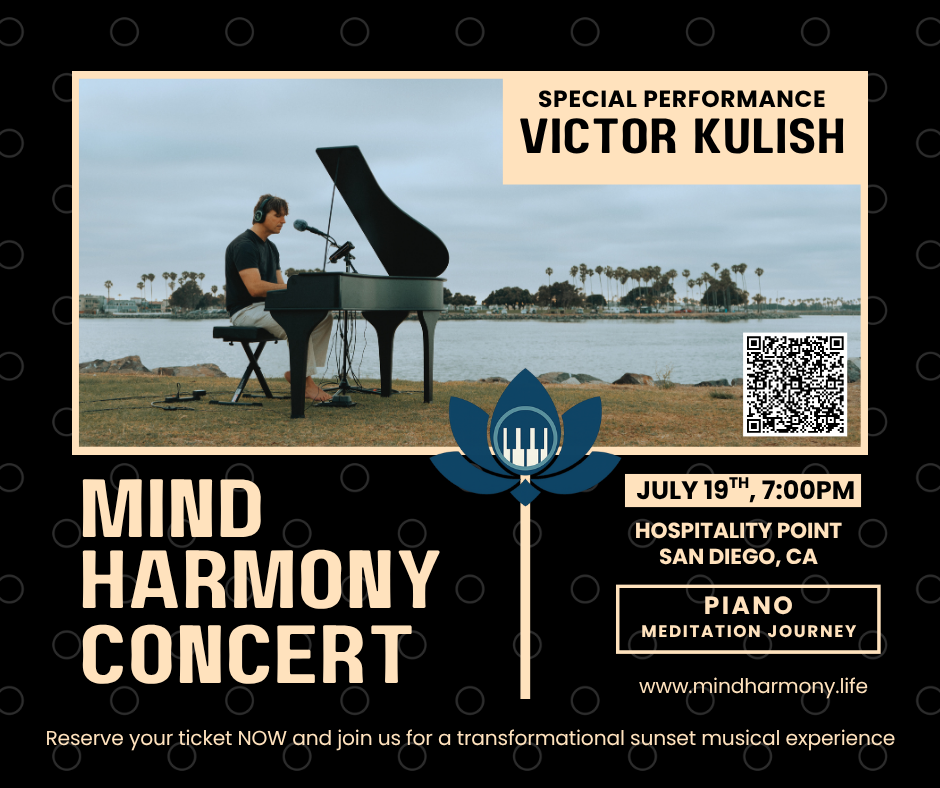 SPECIAL PERFORMANCE
VICTOR KULISH
MIND
HARMONY
CONCERT
JULY 19TH, 7:00PM
HOSPITALITY POINT
SAN DIEGO, CA
PIANO
MEDITATION JOURNEY
www.mindharmony.life
Reserve your ticket NOW and join us for a transformational sunset musical experience